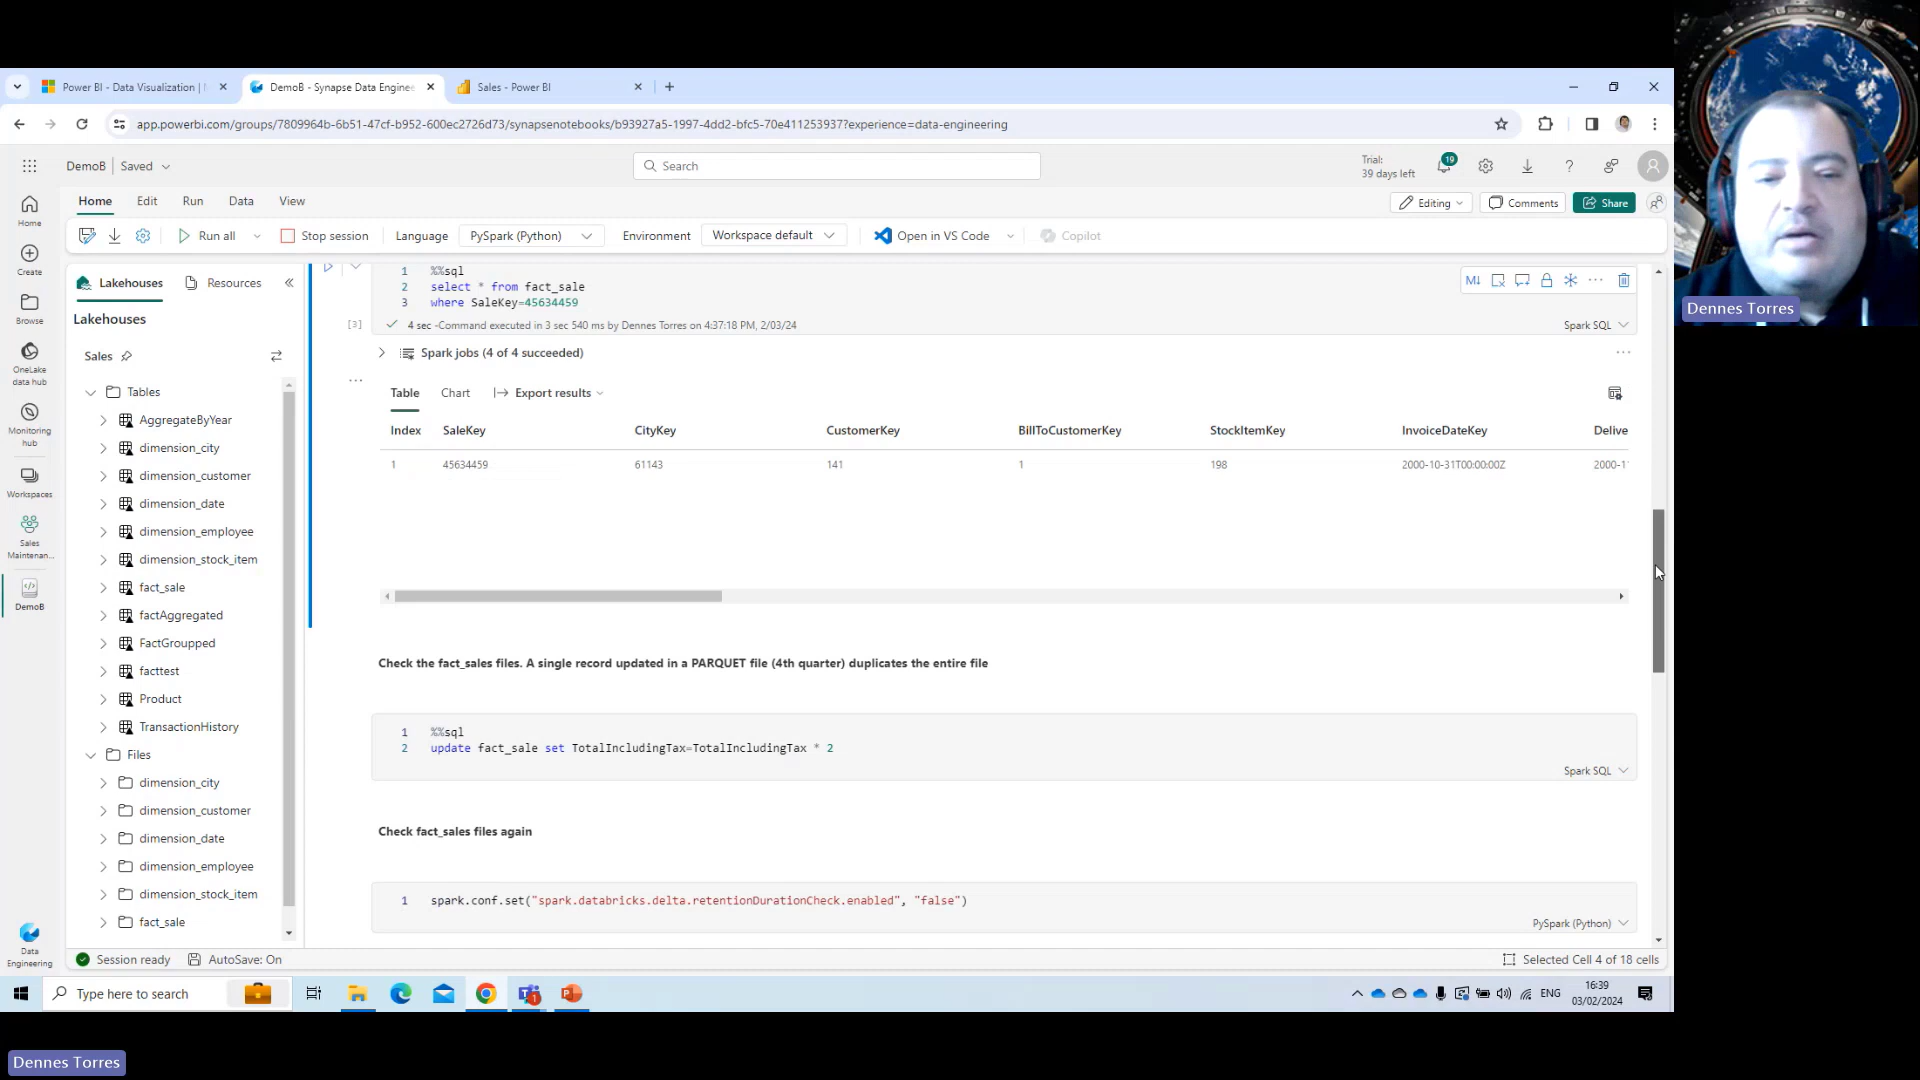 Power BI - Data Visualization |
DemoB - Synapse Data Enginee
Sales - Power BI
app.powerbi.com/groups/7809964b-6b51-47cf-b952-600ec2726d73/synapsenotebooks/b93927a5-1997-4dd2-bfc5-70e411253937?experience=data-engineering
DemoB | Saved
Search
Trial:
39 days left
19
Home Edit Run Data View
Editing
Comments
Share
Run all
Stop session
Language
PySpark (Python)
Environment
Workspace default
Open in VS Code
Copilot
Home
Create
Browse
OneLake
data hub
Monitoring
hub
Workspaces
Sales
Maintenan...
DemoB
Data
Engineering
Lakehouses
Resources
Lakehouses
Sales
Tables
AggregateByYear
dimension_city
dimension_customer
dimension_date
dimension_employee
dimension_stock_item
fact_sale
factAggregated
FactGroupped
facttest
Product
TransactionHistory
Files
dimension_city
dimension_customer
dimension_date
dimension_employee
dimension_stock_item
fact_sale
1 %%sql
2 select * from fact_sale
3 where SaleKey=45634459
M↓
[3]
4 sec -Command executed in 3 sec 540 ms by Dennes Torres on 4:37:18 PM, 2/03/24
Spark SQL
Spark jobs (4 of 4 succeeded)
Table Chart Export results
Index SaleKey CityKey CustomerKey BillToCustomerKey StockItemKey InvoiceDateKey Delive
1 45634459 61143 141 1 198 2000-10-31T00:00:00Z 2000-1
Check the fact_sales files. A single record updated in a PARQUET file (4th quarter) duplicates the entire file
1 %%sql
2 update fact_sale set TotalIncludingTax=TotalIncludingTax * 2
Spark SQL
Check fact_sales files again
1 spark.conf.set("spark.databricks.delta.retentionDurationCheck.enabled", "false")
PySpark (Python)
Session ready
AutoSave: On
Selected Cell 4 of 18 cells
Type here to search
ENG
16:39
03/02/2024
Dennes Torres
Dennes Torres